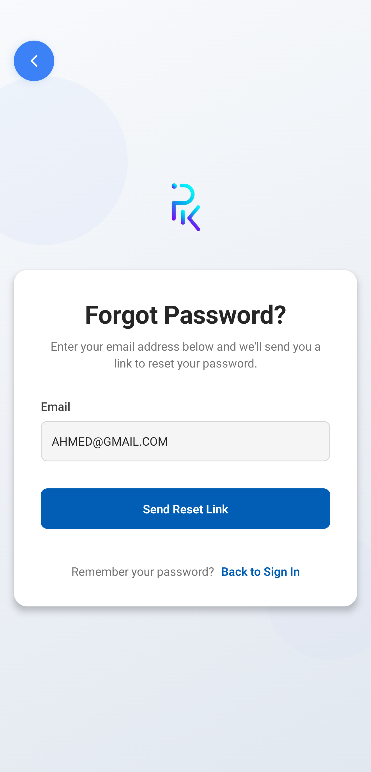 Forgot Password?
Enter your email address below and we'll send you a
link to reset your password.
Email
AHMED@GMAIL.COM
Send Reset Link
Remember your password? Back to Sign In